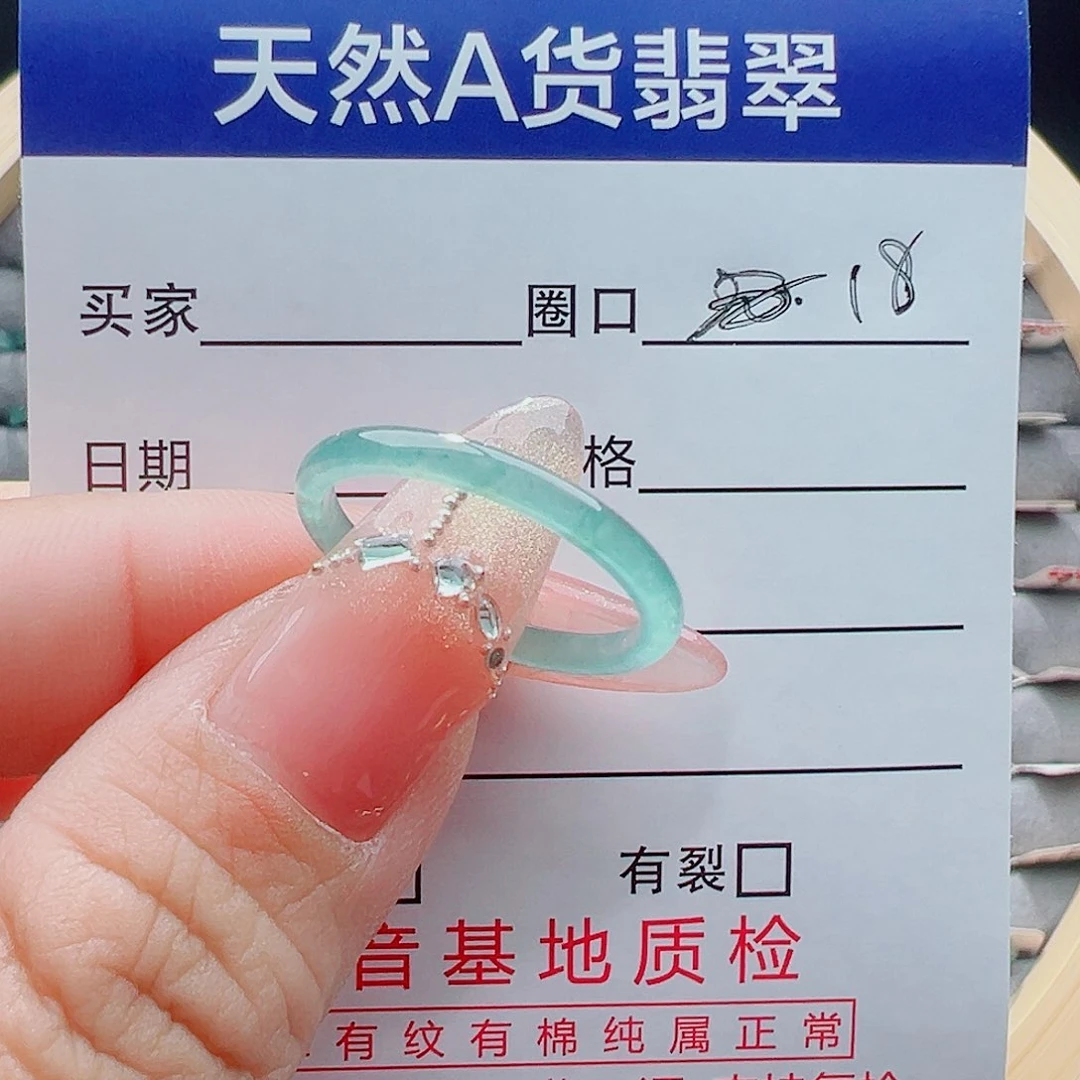 天然A货翡翠
买家 圈口 18
日期 格
有裂
音基地质检
有纹有棉纯属正常